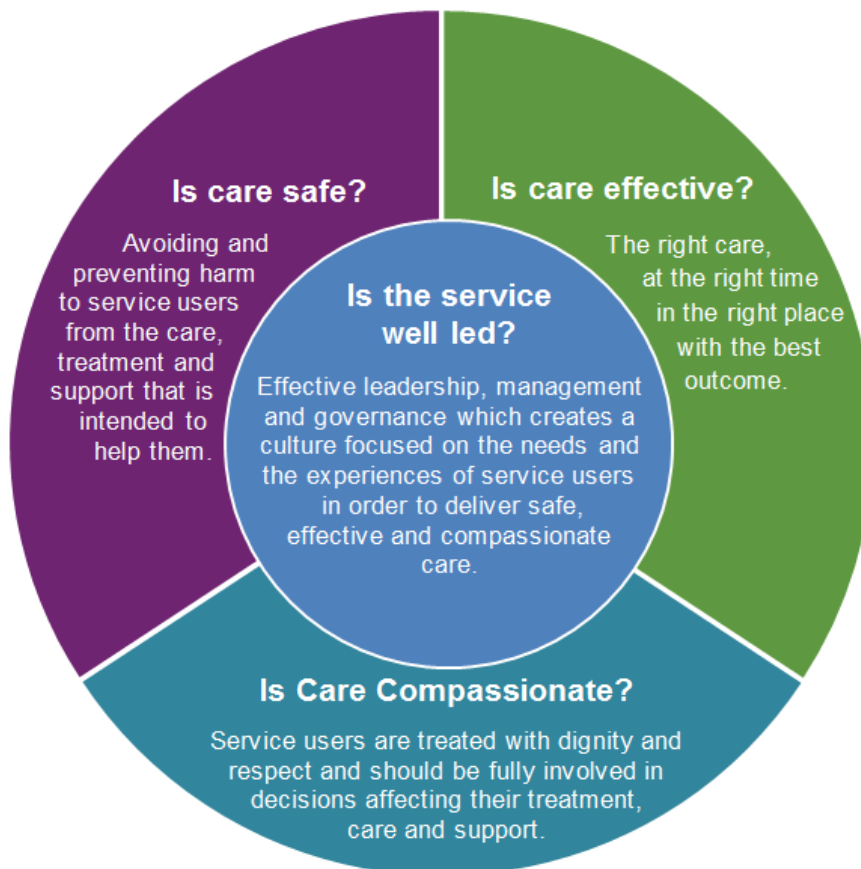 Is care safe?
Avoiding and
preventing harm
to service users
from the care,
treatment and
support that is
intended to
help them.
Is care effective?
The right care,
at the right time
in the right place
with the best
outcome.
Is the service
well led?
Effective leadership, management
and governance which creates a
culture focused on the needs and
the experiences of service users
in order to deliver safe,
effective and compassionate
care.
Is Care Compassionate?
Service users are treated with dignity and
respect and should be fully involved in
decisions affecting their treatment,
care and support.